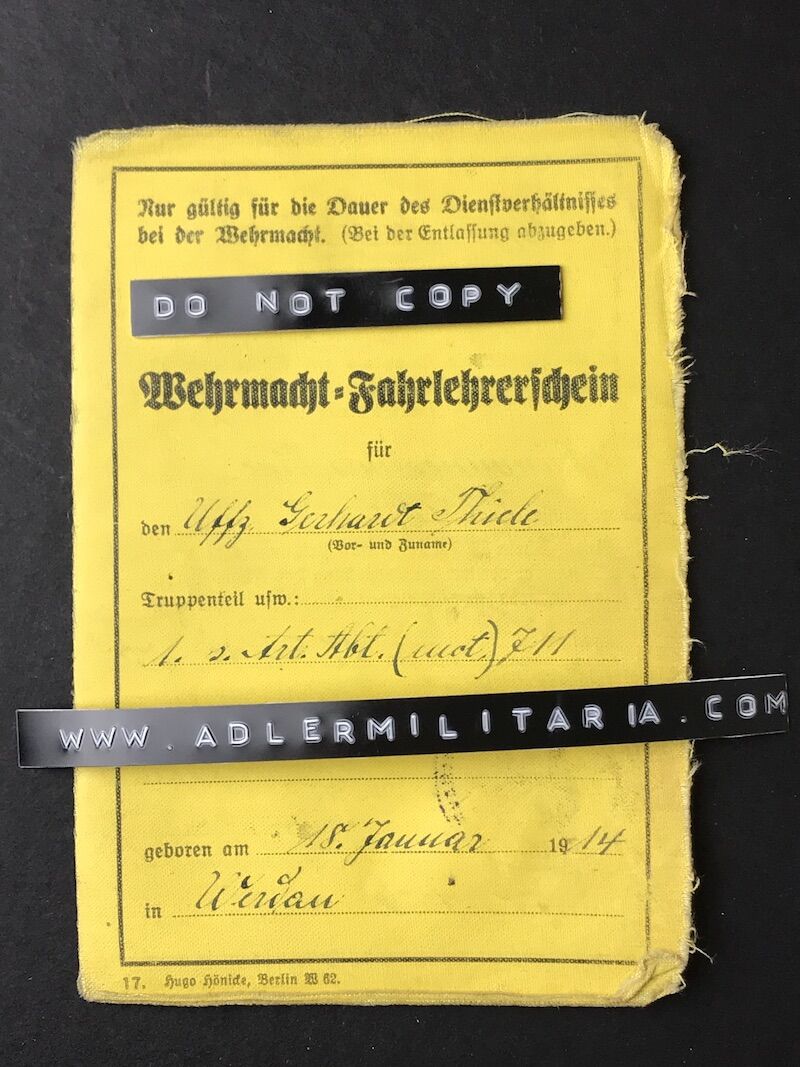 Nur gültig für die Dauer des Dienstverhältnisses
bei der Wehrmacht. (Bei der Entlassung abzugeben.)
DO NOT COPY
Wehrmacht-Fahrlehrerschein
für
den Uffz. Gerhardt Thiele
(Vor- und Zuname)
Truppenteil usw.:
1. s. Art. Abt. (mot.) 711
WWW.ADLERMILITARIA.COM
geboren am 18. Januar 1914
in Werdau
17. Hugo Hönicke, Berlin W 62.